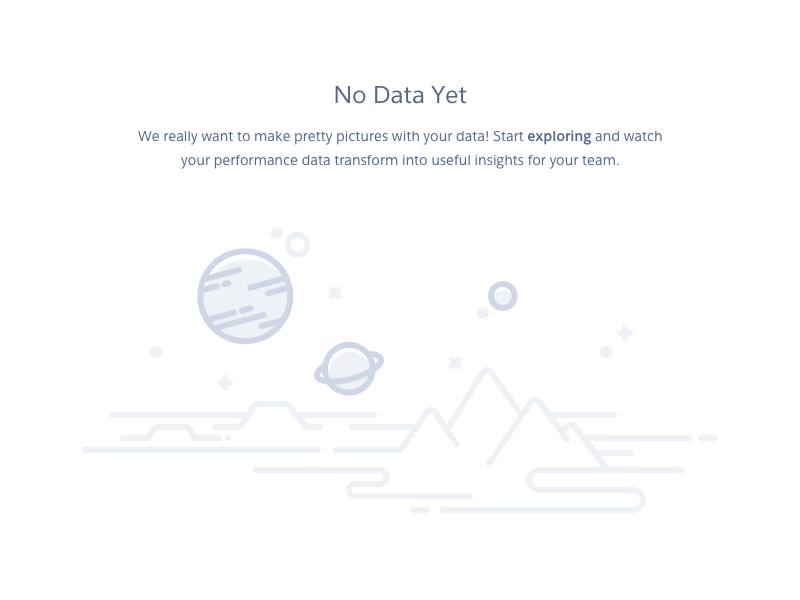 No Data Yet
We really want to make pretty pictures with your data! Start exploring and watch
your performance data transform into useful insights for your team.